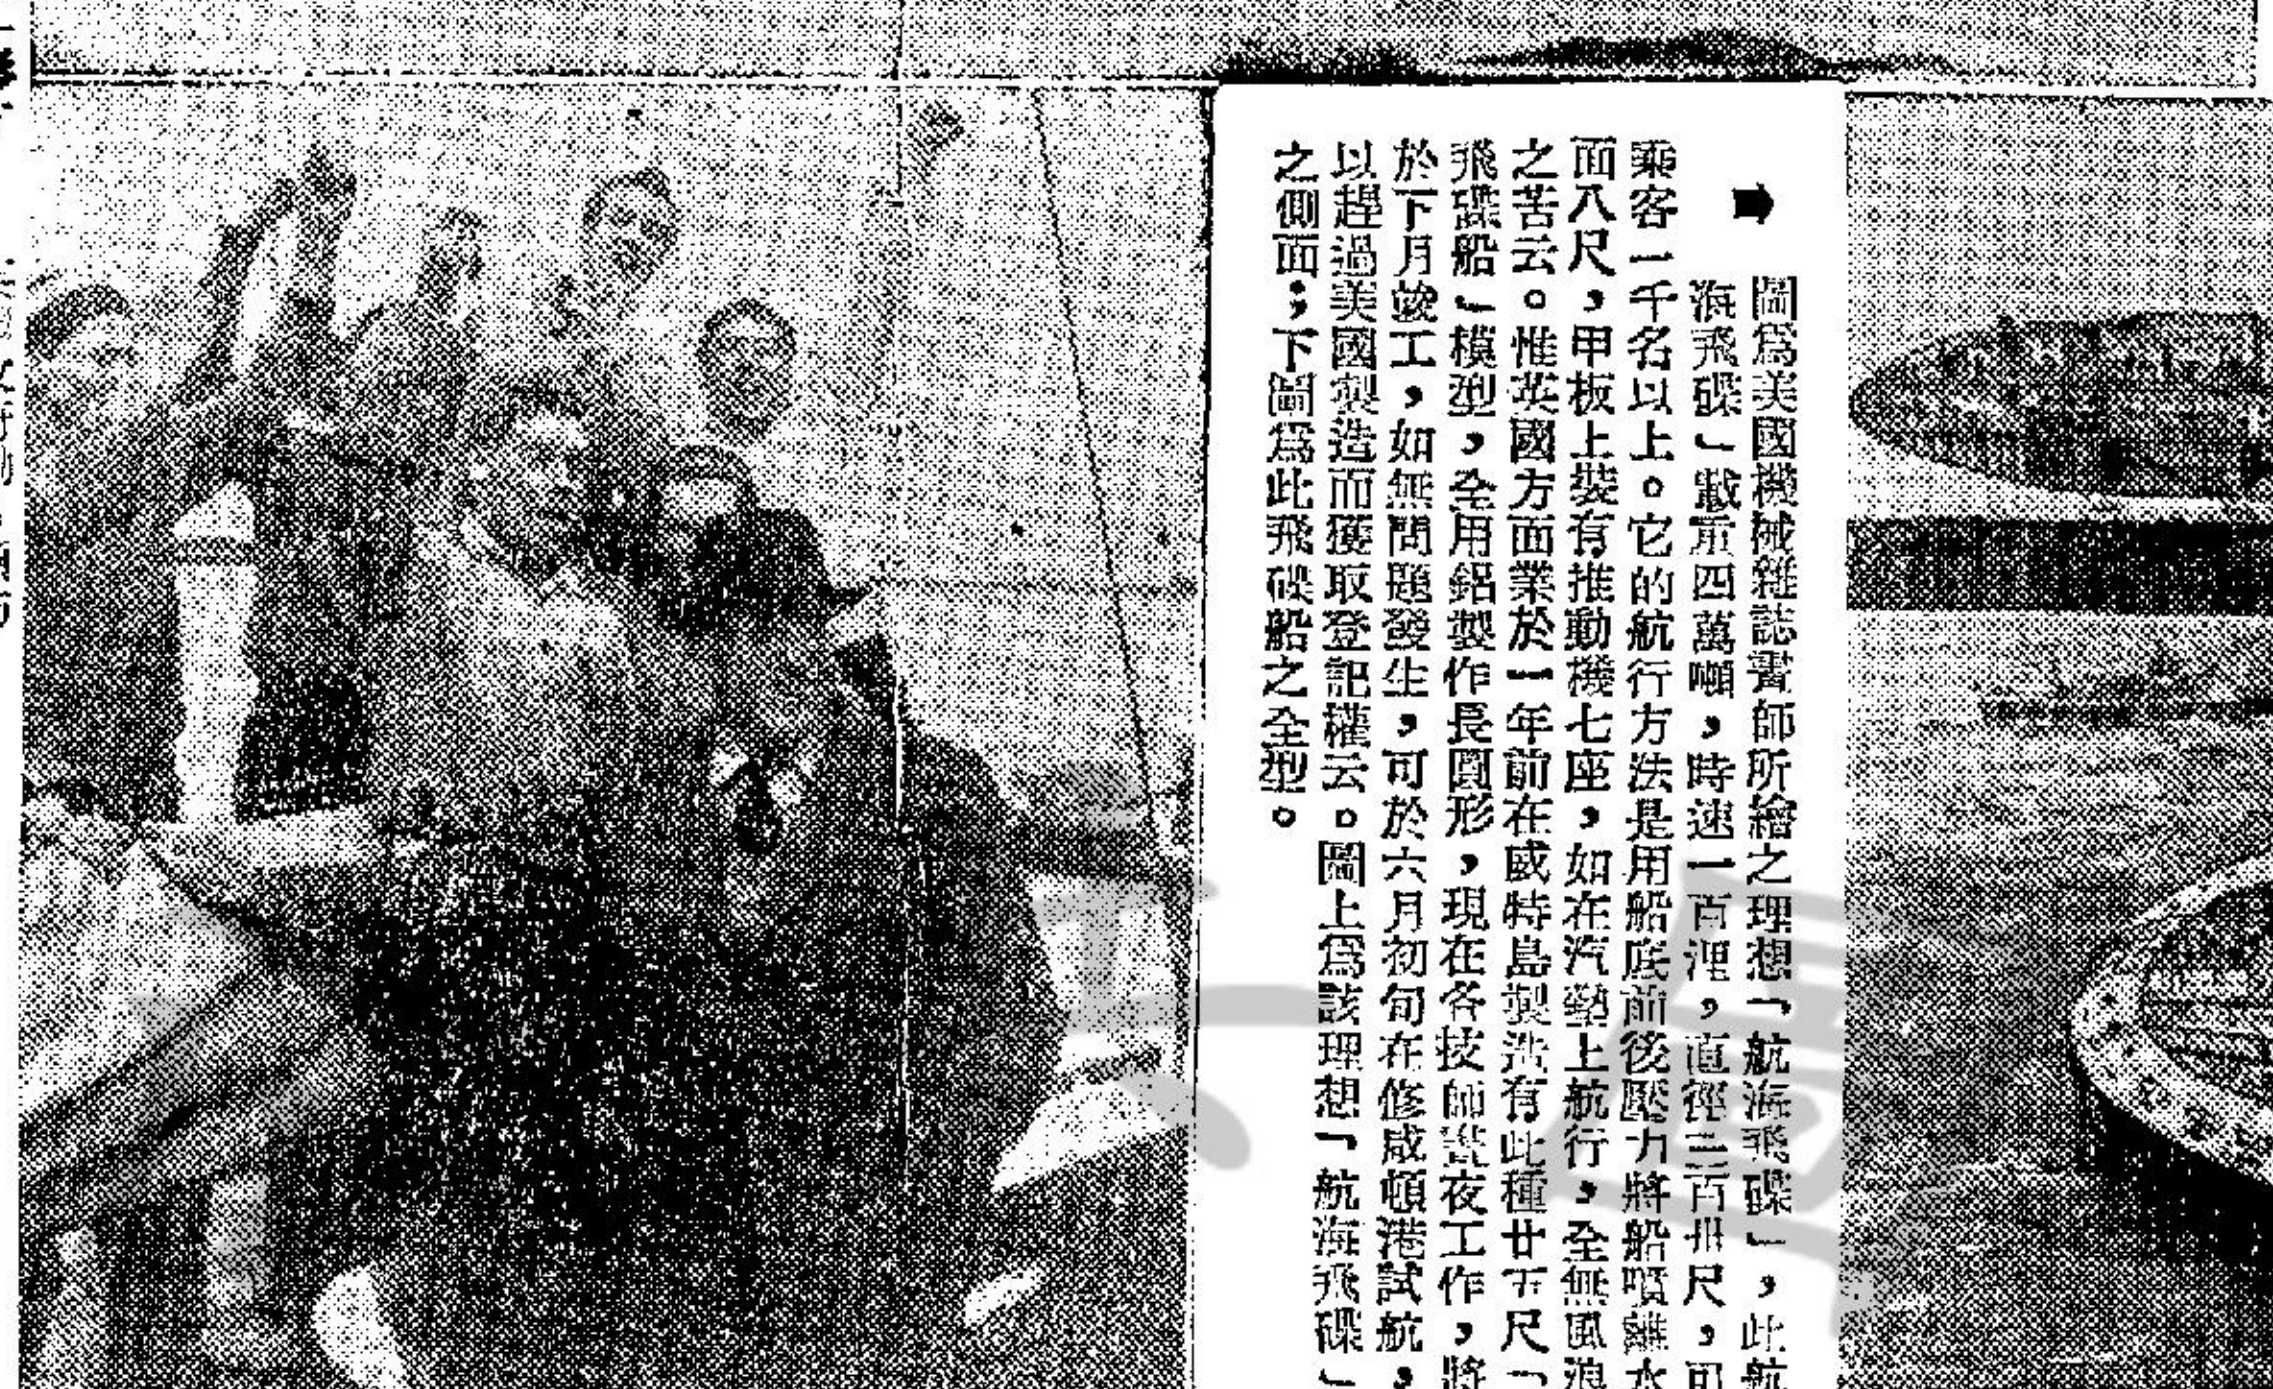 圖為美國機械雜誌畫師所繪之理想「航海飛碟」，此航
海飛碟」載重四萬噸，時速一百浬，直徑三百卅尺，可
乘客一千名以上。它的航行方法是用船底前後壓力將船噴離水
面八尺，甲板上裝有推動機七座，如在汽墊上航行，全無風浪
之苦云。惟英國方面業於一年前在威特島製造有此種廿五尺「
飛碟船」模型，全用鋁製作長圓形，現在各技師晝夜工作，將
於下月竣工，如無問題發生，可於六月初旬在修咸頓港試航，
以趕過美國製造而獲取登記權云。圖上為該理想「航海飛碟」
之側面；下圖為此飛碟船之全型。